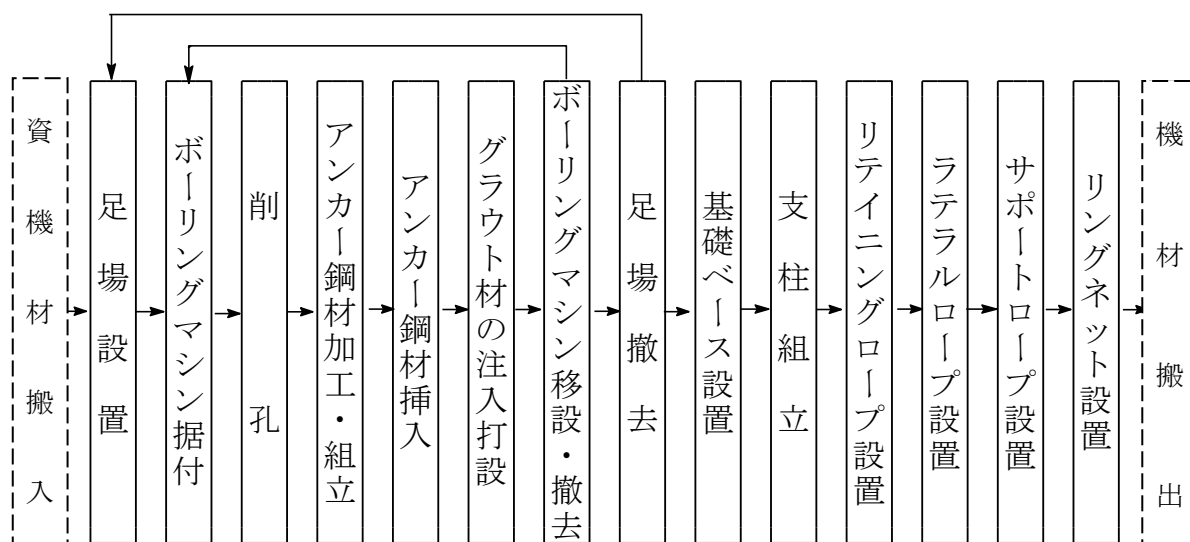 資機材搬入
足場設置
ボーリングマシン据付
削孔
アンカー鋼材加工・組立
アンカー鋼材挿入
グラウト材の注入打設
ボーリングマシン移設・撤去
足場撤去
基礎ベース設置
支柱組立
リテイニングロープ設置
ラテラルロープ設置
サポートロープ設置
リングネット設置
機材搬出